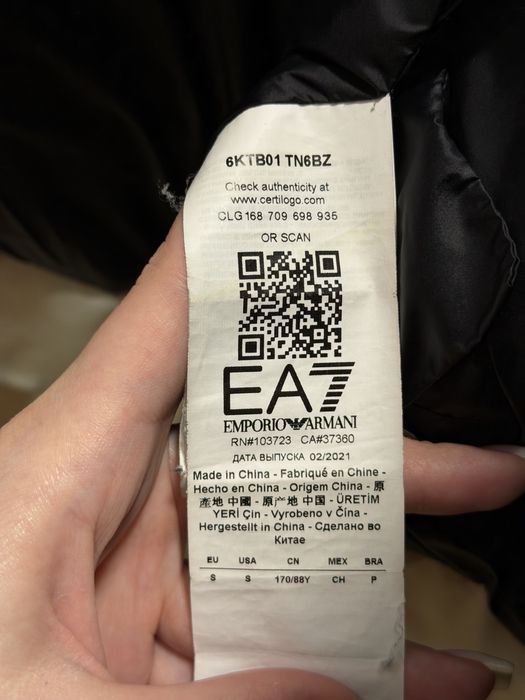 6KTB01 TN6BZ
Check authenticity at
www.certilogo.com
CLG 168 709 698 935
OR SCAN
EA7
EMPORIO ARMANI
RN#103723 CA#37360
ДАТА ВЫПУСКА 02/2021
Made in China - Fabriqué en Chine -
Hecho en China - Origem China - 原
產地 中國 - 原产地 中国 - ÜRETİM
YERİ Çin - Vyrobeno v Čína -
Hergestellt in China - Сделано во
Китае
EU USA CN MEX BRA
S S 170/88Y CH P